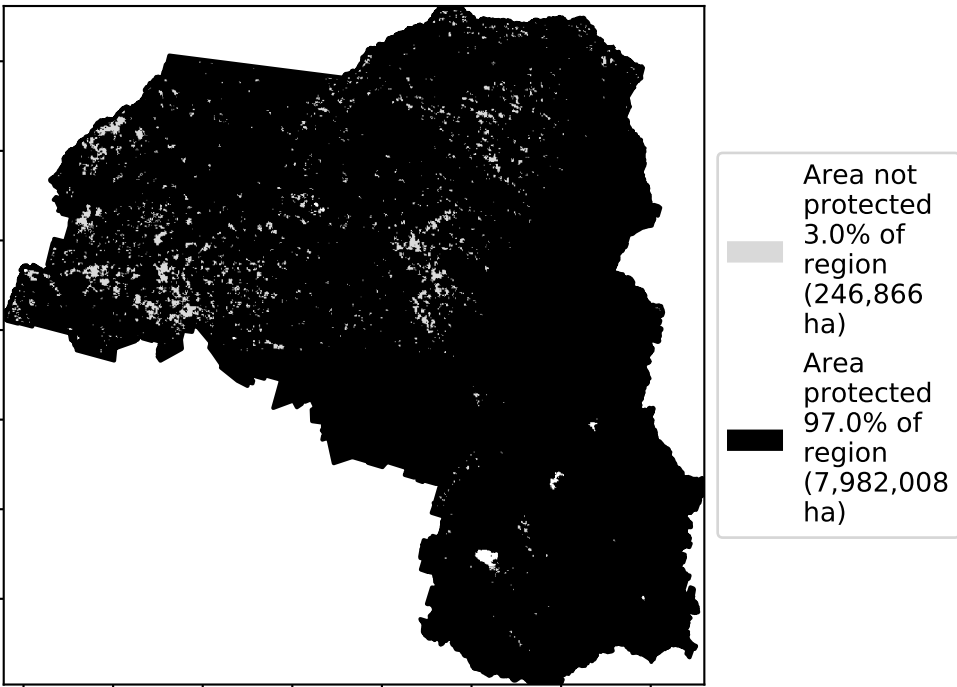 Area not
protected
3.0% of
region
(246,866
ha)
Area
protected
97.0% of
region
(7,982,008
ha)